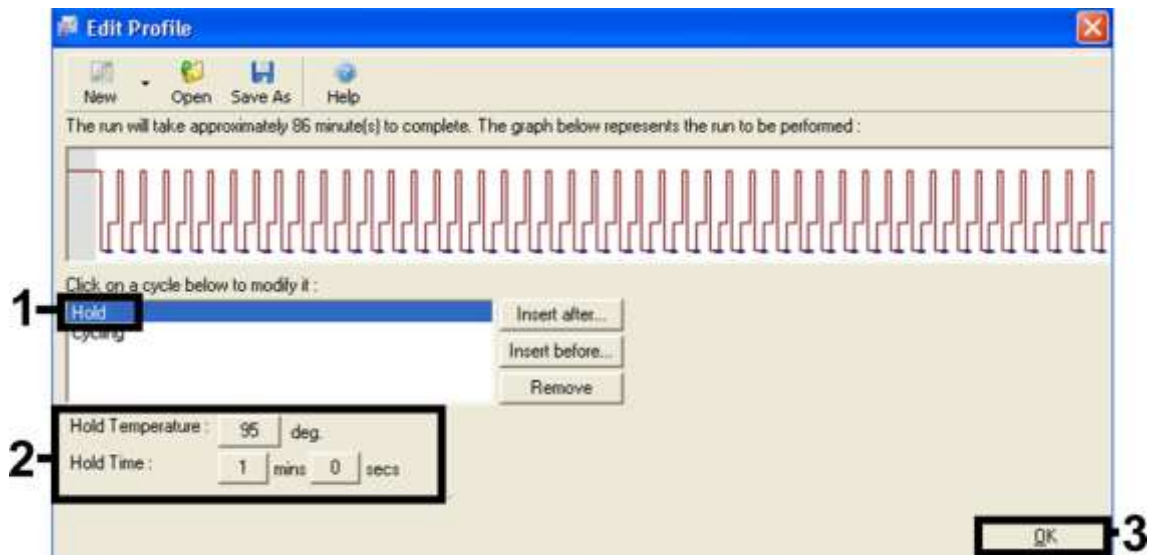 Edit Profile
New Open Save As Help
The run will take approximately 86 minute(s) to complete. The graph below represents the run to be performed :
Click on a cycle below to modify it :
1 Hold Insert after...
Cycling Insert before...
Remove
2
Hold Temperature : 95 deg.
Hold Time : 1 mins 0 secs
OK 3